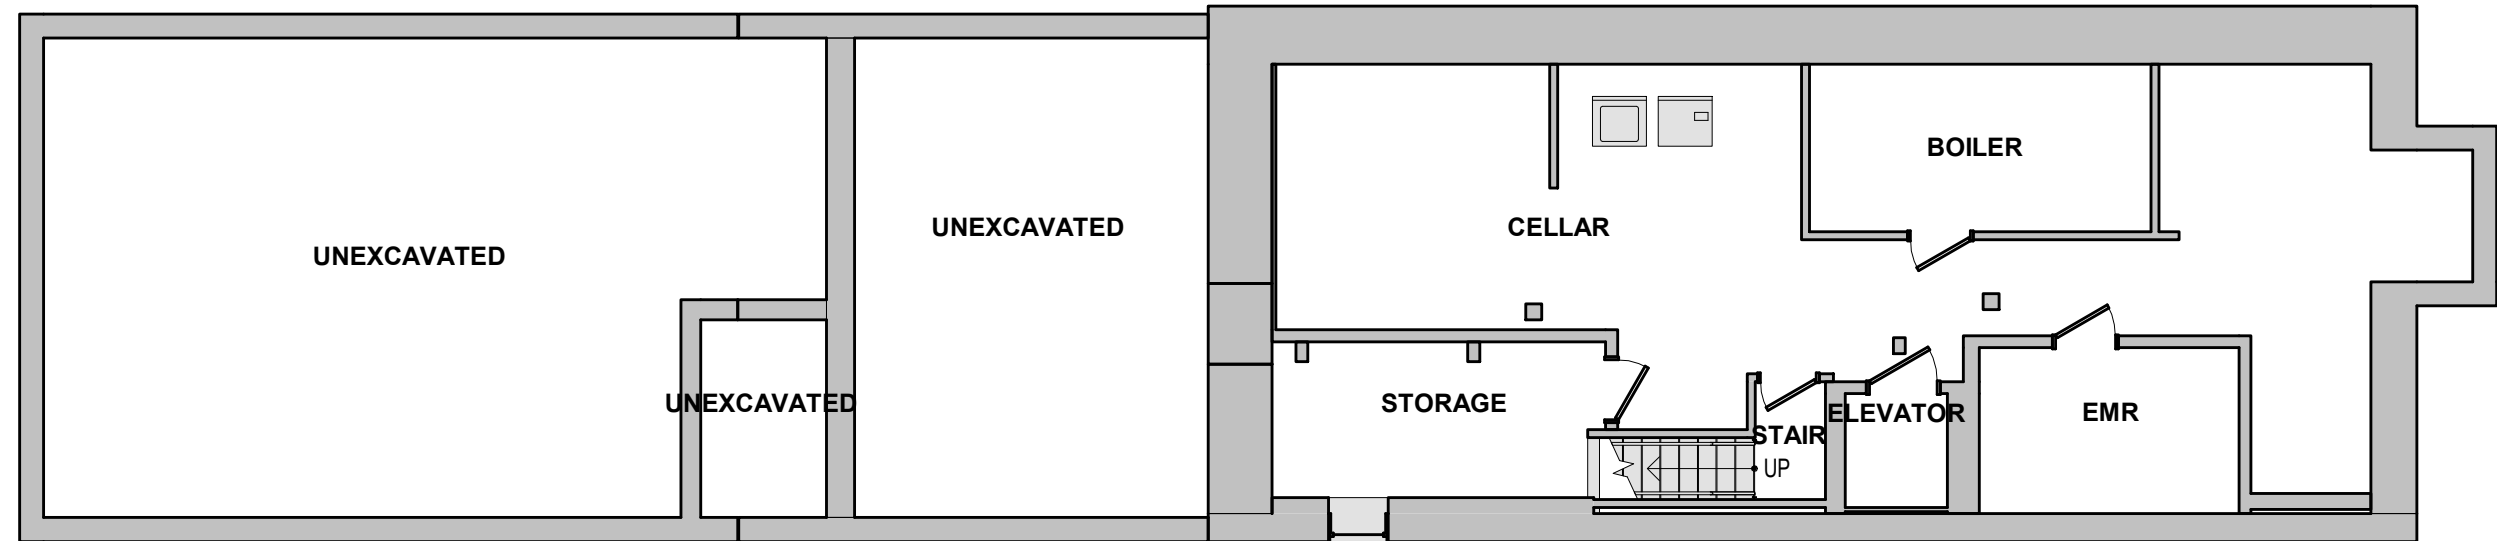 BOILER
UNEXCAVATED
CELLAR
UNEXCAVATED
UNEXCAVATED
STORAGE
ELEVATOR
EMR
STAIR
UP